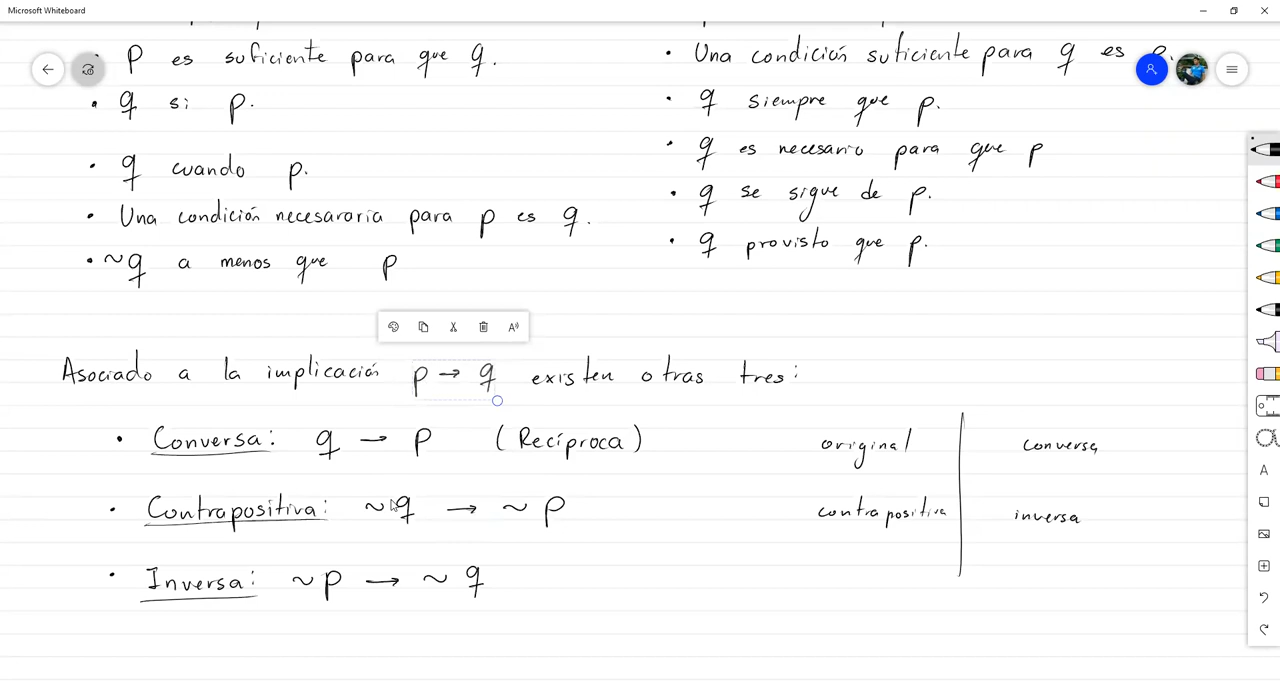 Microsoft Whiteboard
• P es suficiente para que q.
• q si p.
• q cuando p.
• Una condición necesararia para p es q.
• ~q a menos que p
• Una condición suficiente para q es p.
• q siempre que p.
• q es necesario para que p
• q se sigue de p.
• q provisto que p.
Asociado a la implicación p → q existen otras tres:
• Conversa: q → p (Recíproca)
• Contrapositiva: ~q → ~p
• Inversa: ~p → ~q
original conversa
contrapositiva inversa
A